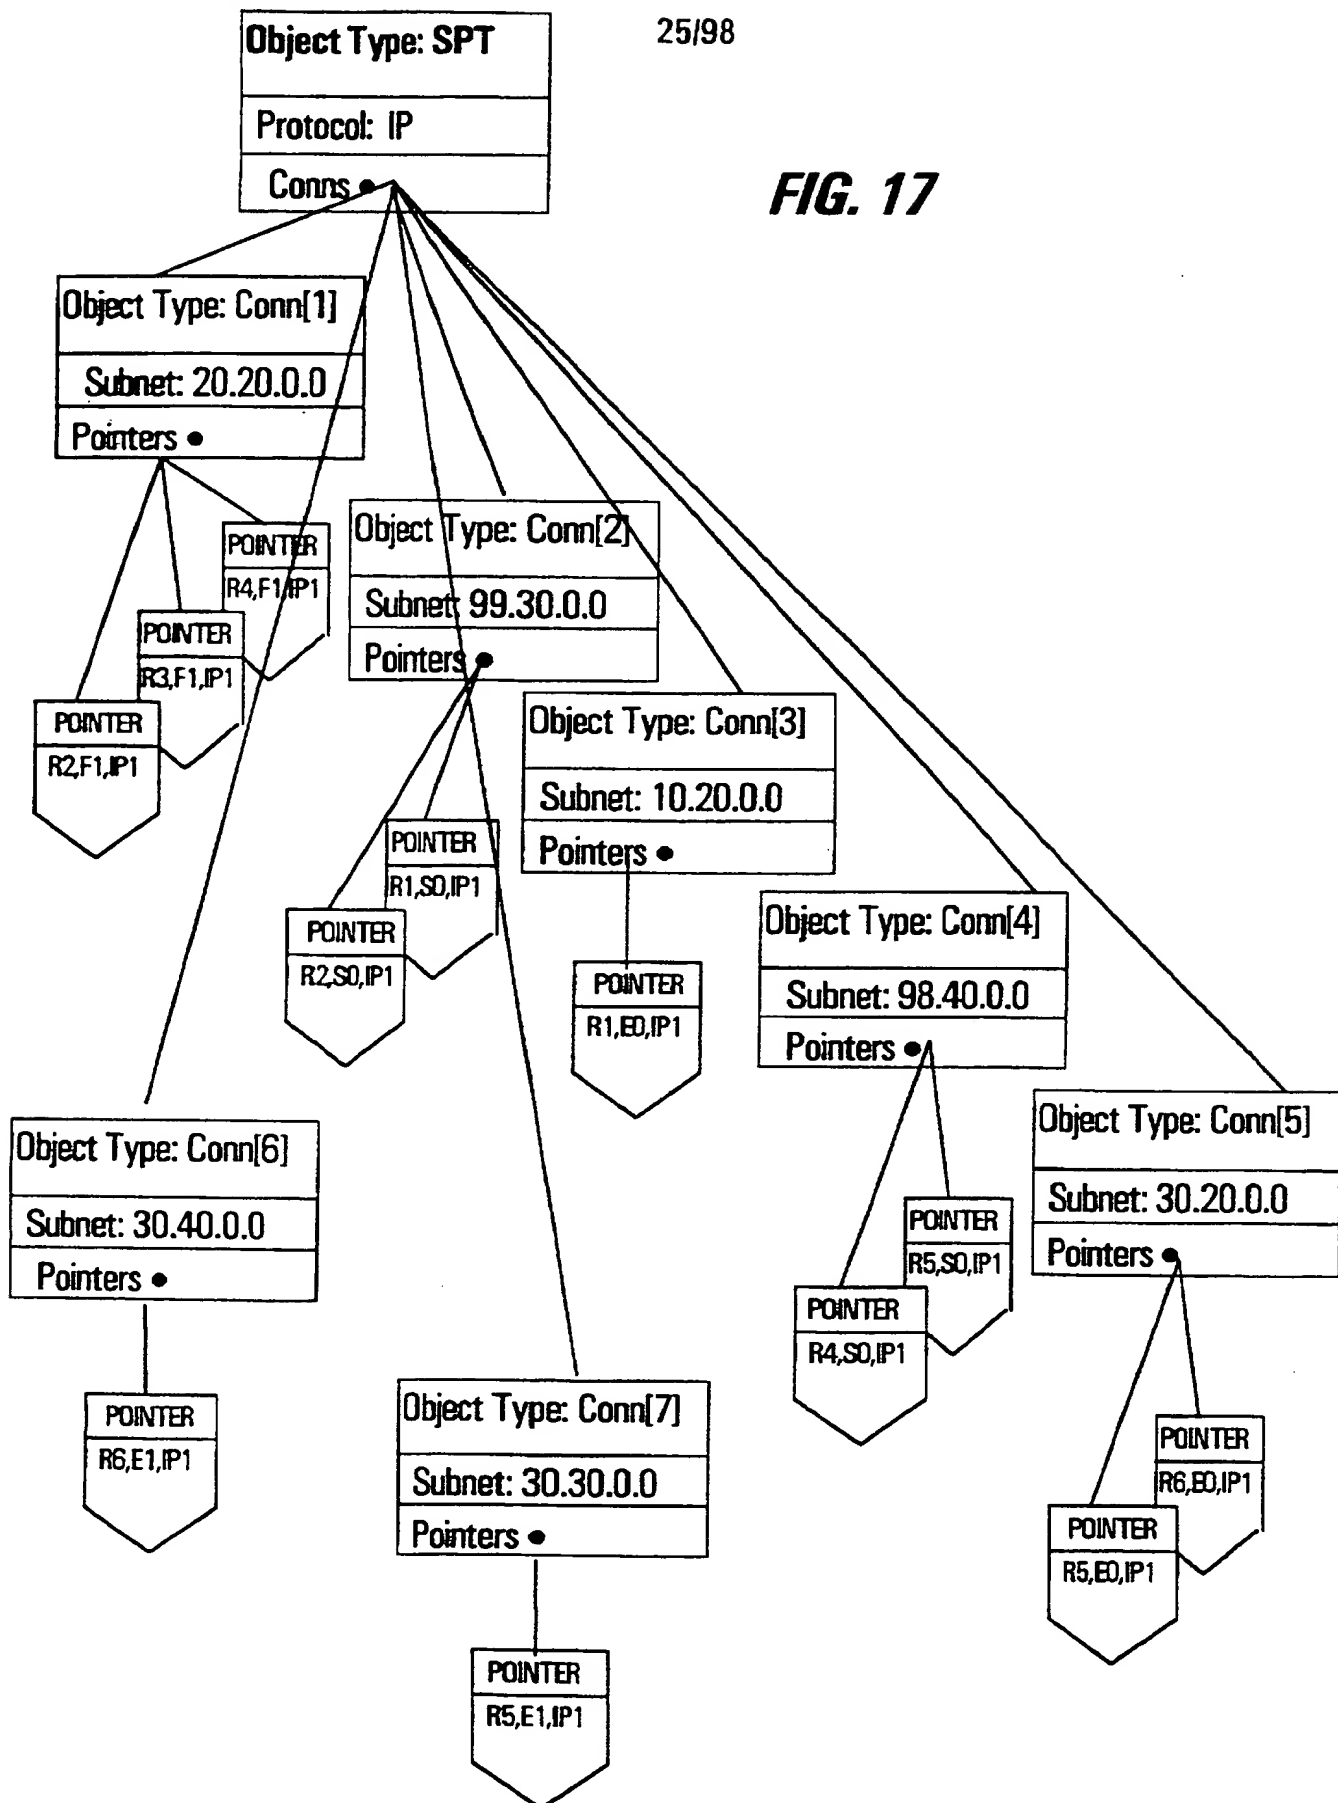 25/98
Object Type: SPT
Protocol: IP
Conns
FIG. 17
Object Type: Conn[1]
Subnet: 20.20.0.0
Pointers
POINTER
R4,F1,IP1
POINTER
R3,F1,IP1
POINTER
R2,F1,IP1
Object Type: Conn[2]
Subnet: 99.30.0.0
Pointers
POINTER
R1,S0,IP1
POINTER
R2,S0,IP1
Object Type: Conn[3]
Subnet: 10.20.0.0
Pointers
POINTER
R1,E0,IP1
Object Type: Conn[4]
Subnet: 98.40.0.0
Pointers
POINTER
R5,S0,IP1
POINTER
R4,S0,IP1
Object Type: Conn[5]
Subnet: 30.20.0.0
Pointers
POINTER
R6,E0,IP1
POINTER
R5,E0,IP1
Object Type: Conn[6]
Subnet: 30.40.0.0
Pointers
POINTER
R6,E1,IP1
Object Type: Conn[7]
Subnet: 30.30.0.0
Pointers
POINTER
R5,E1,IP1